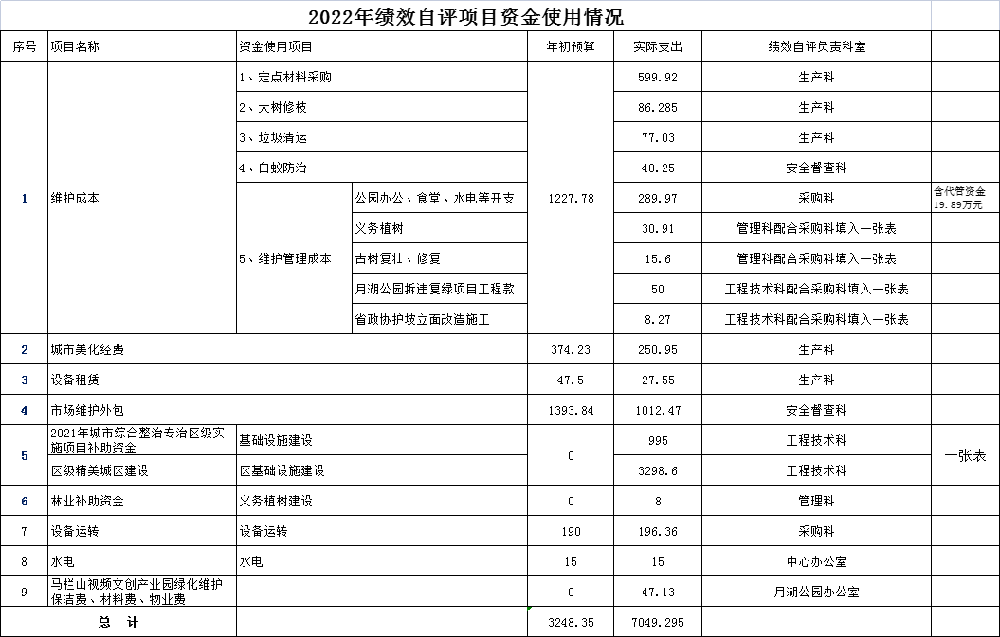 2022年绩效自评项目资金使用情况
序号 项目名称 资金使用项目 年初预算 实际支出 绩效自评负责科室
1 维护成本 1、定点材料采购 1227.78 599.92 生产科
2、大树修枝 86.285 生产科
3、垃圾清运 77.03 生产科
4、白蚁防治 40.25 安全督查科
5、维护管理成本 公园办公、食堂、水电等开支 289.97 采购科 含代管资金
19.89万元
义务植树 30.91 管理科配合采购科填入一张表
古树复壮、修复 15.6 管理科配合采购科填入一张表
月湖公园拆违复绿项目工程款 50 工程技术科配合采购科填入一张表
省政协护坡立面改造施工 8.27 工程技术科配合采购科填入一张表
2 城市美化经费 374.23 250.95 生产科
3 设备租赁 47.5 27.55 生产科
4 市场维护外包 1393.84 1012.47 安全督查科
5 2021年城市综合整治专治区级实
施项目补助资金 基础设施建设 0 995 工程技术科 一张表
区级精美城区建设 区基础设施建设 3298.6 工程技术科
6 林业补助资金 义务植树建设 0 8 管理科
7 设备运转 设备运转 190 196.36 采购科
8 水电 水电 15 15 中心办公室
9 马栏山视频文创产业园绿化维护
保洁费、材料费、物业费 0 47.13 月湖公园办公室
总 计 3248.35 7049.295